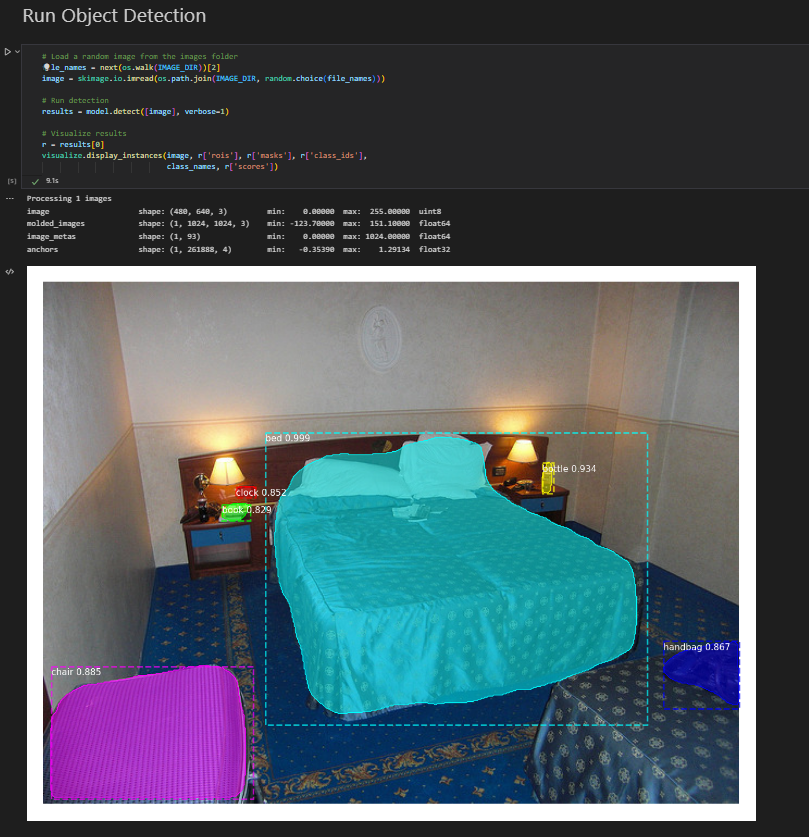 Run Object Detection
# Load a random image from the images folder
le_names = next(os.walk(IMAGE_DIR))[2]
image = skimage.io.imread(os.path.join(IMAGE_DIR, random.choice(file_names)))
# Run detection
results = model.detect([image], verbose=1)
# Visualize results
r = results[0]
visualize.display_instances(image, r['rois'], r['masks'], r['class_ids'],
class_names, r['scores'])
[5] 9.1s
Processing 1 images
image shape: (480, 640, 3) min: 0.00000 max: 255.00000 uint8
molded_images shape: (1, 1024, 1024, 3) min: -123.70000 max: 151.10000 float64
image_metas shape: (1, 93) min: 0.00000 max: 1024.00000 float64
anchors shape: (1, 261888, 4) min: -0.35390 max: 1.29134 float32
bed 0.999
bottle 0.934
clock 0.852
book 0.829
handbag 0.867
chair 0.885